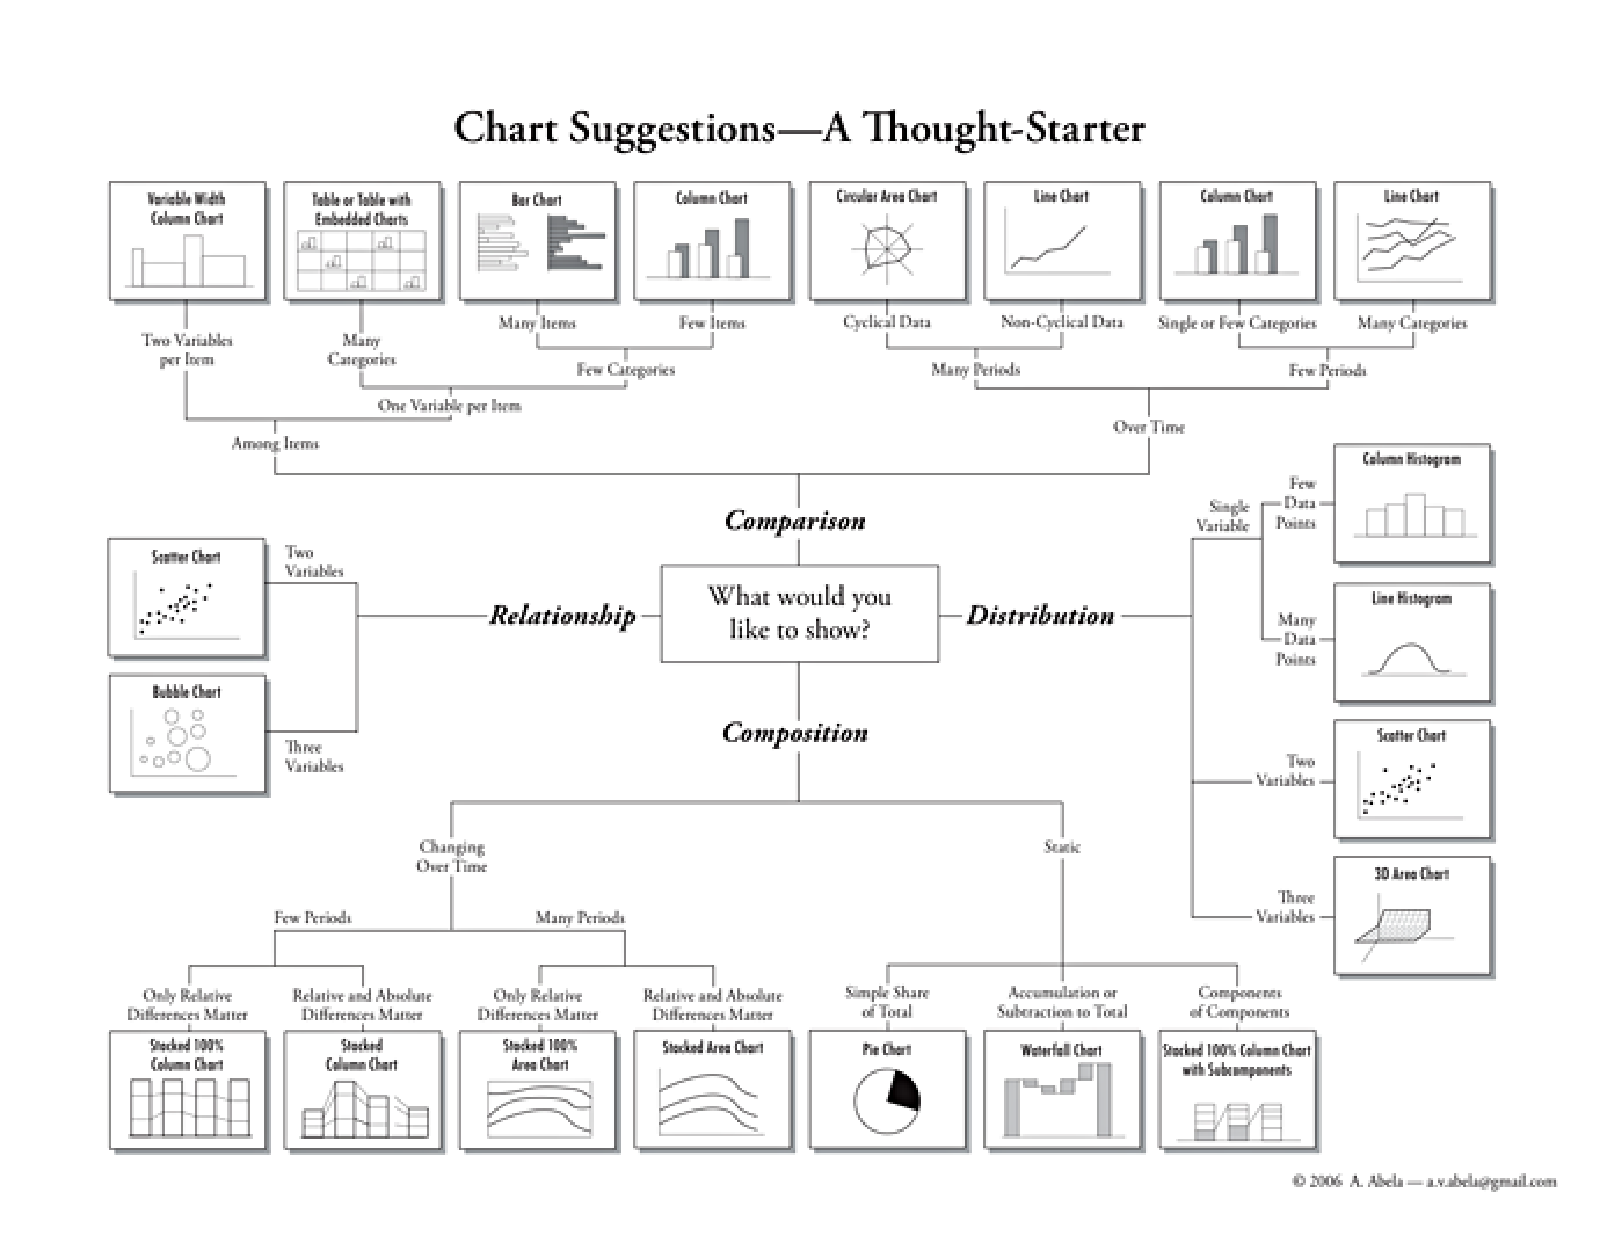 Chart Suggestions—A Thought-Starter
Variable Width
Column Chart
Table or Table with
Embedded Charts
Bar Chart
Column Chart
Circular Area Chart
Line Chart
Column Chart
Line Chart
Two Variables
per Item
Many
Categories
Many Items
Few Items
Cyclical Data
Non-Cyclical Data
Single or Few Categories
Many Categories
Few Categories
Many Periods
Few Periods
One Variable per Item
Among Items
Over Time
Comparison
What would you
like to show?
Relationship
Two
Variables
Scatter Chart
Three
Variables
Bubble Chart
Distribution
Single
Variable
Few
Data
Points
Column Histogram
Many
Data
Points
Line Histogram
Two
Variables
Scatter Chart
Three
Variables
3D Area Chart
Composition
Changing
Over Time
Static
Few Periods
Many Periods
Only Relative
Differences Matter
Relative and Absolute
Differences Matter
Only Relative
Differences Matter
Relative and Absolute
Differences Matter
Simple Share
of Total
Accumulation or
Subtraction to Total
Components
of Components
Stacked 100%
Column Chart
Stacked
Column Chart
Stacked 100%
Area Chart
Stacked Area Chart
Pie Chart
Waterfall Chart
Stacked 100% Column Chart
with Subcomponents
© 2006 A. Abela — a.v.abela@gmail.com